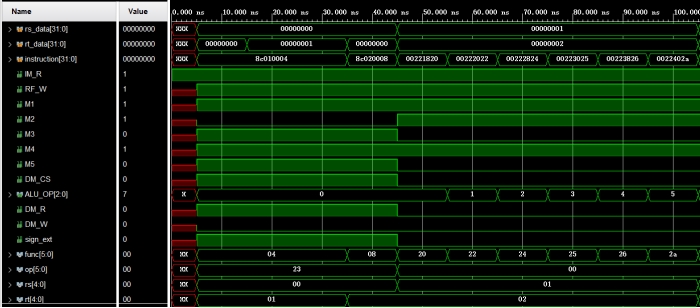 Name Value 0.000 ns 10.000 ns 20.000 ns 30.000 ns 40.000 ns 50.000 ns 60.000 ns 70.000 ns 80.000 ns 90.000 ns 100.000
rs_data[31:0] 00000000 XXX 00000000 00000001
rt_data[31:0] 00000000 XXX 00000000 00000001 00000000 00000002
instruction[31:0] 00000000 XXX 8c010004 8c020008 00221820 00222022 00222824 00223025 00223826 0022402a
IM_R 1
RF_W 1
M1 1
M2 1
M3 0
M4 1
M5 0
DM_CS 0
ALU_OP[2:0] 7 X 0 1 2 3 4 5
DM_R 0
DM_W 0
sign_ext 0
func[5:0] 00 XX 04 08 20 22 24 25 26 2a
op[5:0] 00 XX 23 00
rs[4:0] 00 XX 00 01
rt[4:0] 00 XX 01 02